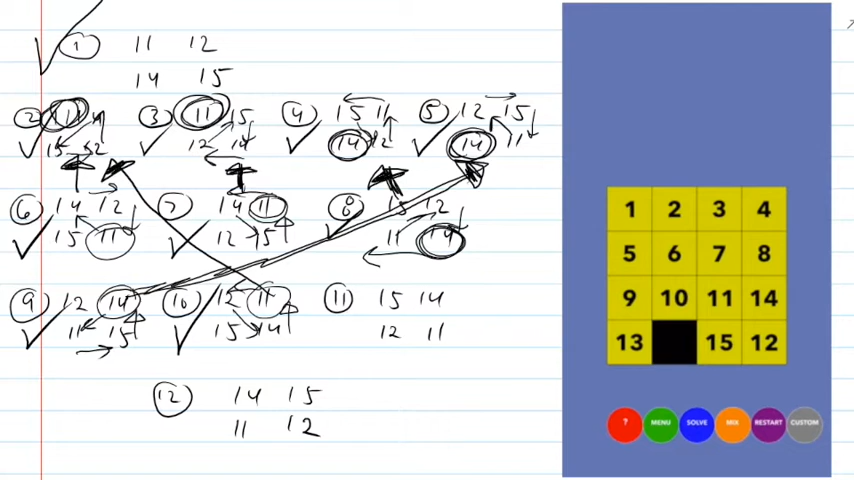 ① 11 12
14 15
② 11 14 ③ 11 15 ④ 15 11 ⑤ 12 15
15 12 12 14 14 12 14 11
⑥ 14 12 ⑦ 14 11 ⑧ 15 12
15 11 12 15 11 14
⑨ 12 14 ⑩ 12 11 ⑪ 15 14
11 15 15 14 12 11
⑫ 14 15
11 12
1 2 3 4
5 6 7 8
9 10 11 14
13 15 12
? MENU SOLVE MIX RESTART CUSTOM